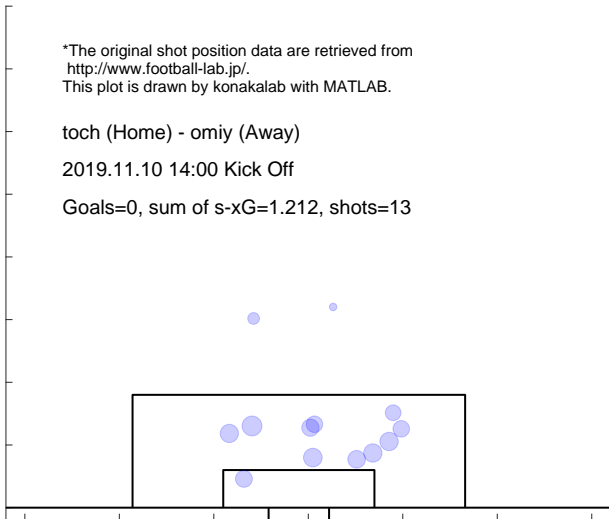 *The original shot position data are retrieved from
http://www.football-lab.jp/.
This plot is drawn by konakalab with MATLAB.
toch (Home) - omiy (Away)
2019.11.10 14:00 Kick Off
Goals=0, sum of s-xG=1.212, shots=13